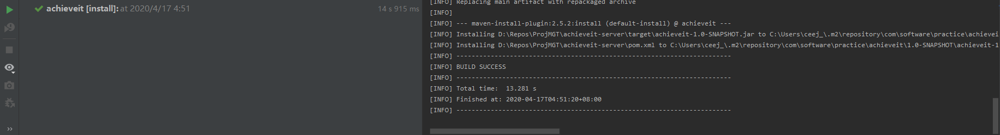 achieveit [install]: at 2020/4/17 4:51
14 s 915 ms
[INFO] Replacing main artifact with repackaged archive
[INFO]
[INFO] --- maven-install-plugin:2.5.2:install (default-install) @ achieveit ---
[INFO] Installing D:\Repos\ProjMGT\achieveit-server\target\achieveit-1.0-SNAPSHOT.jar to C:\Users\ceej_\.m2\repository\com\software\practice\achievei
[INFO] Installing D:\Repos\ProjMGT\achieveit-server\pom.xml to C:\Users\ceej_\.m2\repository\com\software\practice\achieveit\1.0-SNAPSHOT\achieveit-1
[INFO] ------------------------------------------------------------------------
[INFO] BUILD SUCCESS
[INFO] ------------------------------------------------------------------------
[INFO] Total time:  13.281 s
[INFO] Finished at: 2020-04-17T04:51:20+08:00
[INFO] ------------------------------------------------------------------------